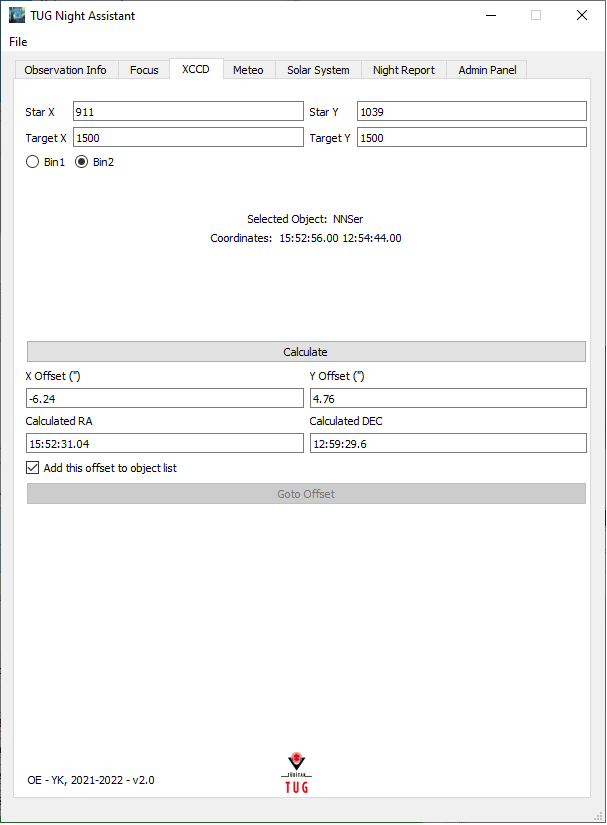 TUG Night Assistant
File
Observation Info Focus XCCD Meteo Solar System Night Report Admin Panel
Star X 911 Star Y 1039
Target X 1500 Target Y 1500
Bin1 Bin2
Selected Object: NNSer
Coordinates: 15:52:56.00 12:54:44.00
Calculate
X Offset (") Y Offset (")
-6.24 4.76
Calculated RA Calculated DEC
15:52:31.04 12:59:29.6
Add this offset to object list
Goto Offset
OE - YK, 2021-2022 - v2.0
TÜBİTAK
TUG